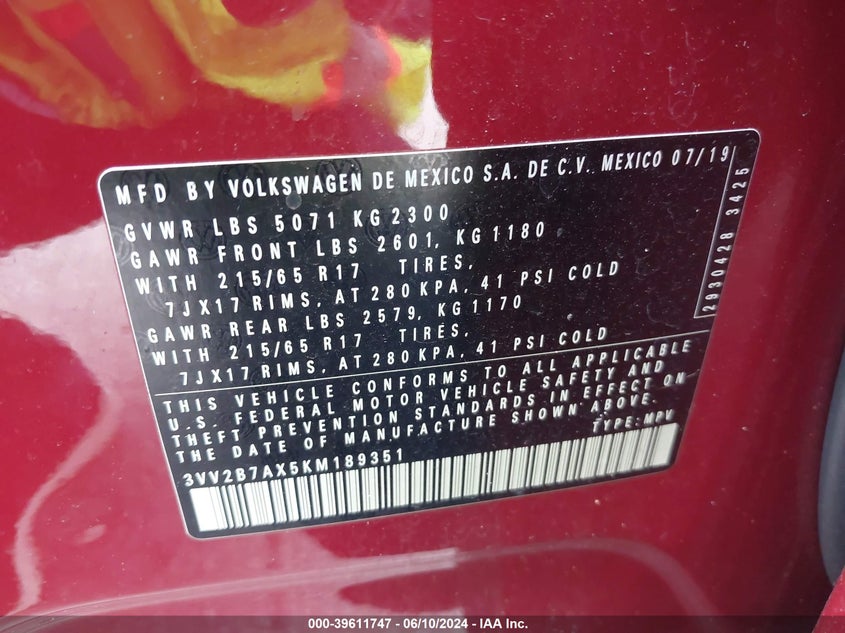 MFD BY VOLKSWAGEN DE MEXICO S.A. DE C.V. MEXICO 07/19
GVWR LBS 5071 KG 2300
GAWR FRONT LBS 2601, KG 1180
WITH 215/65 R17 TIRES,
7JX17 RIMS, AT 280 KPA, 41 PSI COLD
GAWR REAR LBS 2579, KG 1170
WITH 215/65 R17 TIRES,
7JX17 RIMS, AT 280 KPA, 41 PSI COLD
THIS VEHICLE CONFORMS TO ALL APPLICABLE
U.S. FEDERAL MOTOR VEHICLE SAFETY AND
THEFT PREVENTION STANDARDS IN EFFECT ON
THE DATE OF MANUFACTURE SHOWN ABOVE.
TYPE:MPV
3VV2B7AX5KM189351
2930428 3425
000-39611747 - 06/10/2024 - IAA Inc.